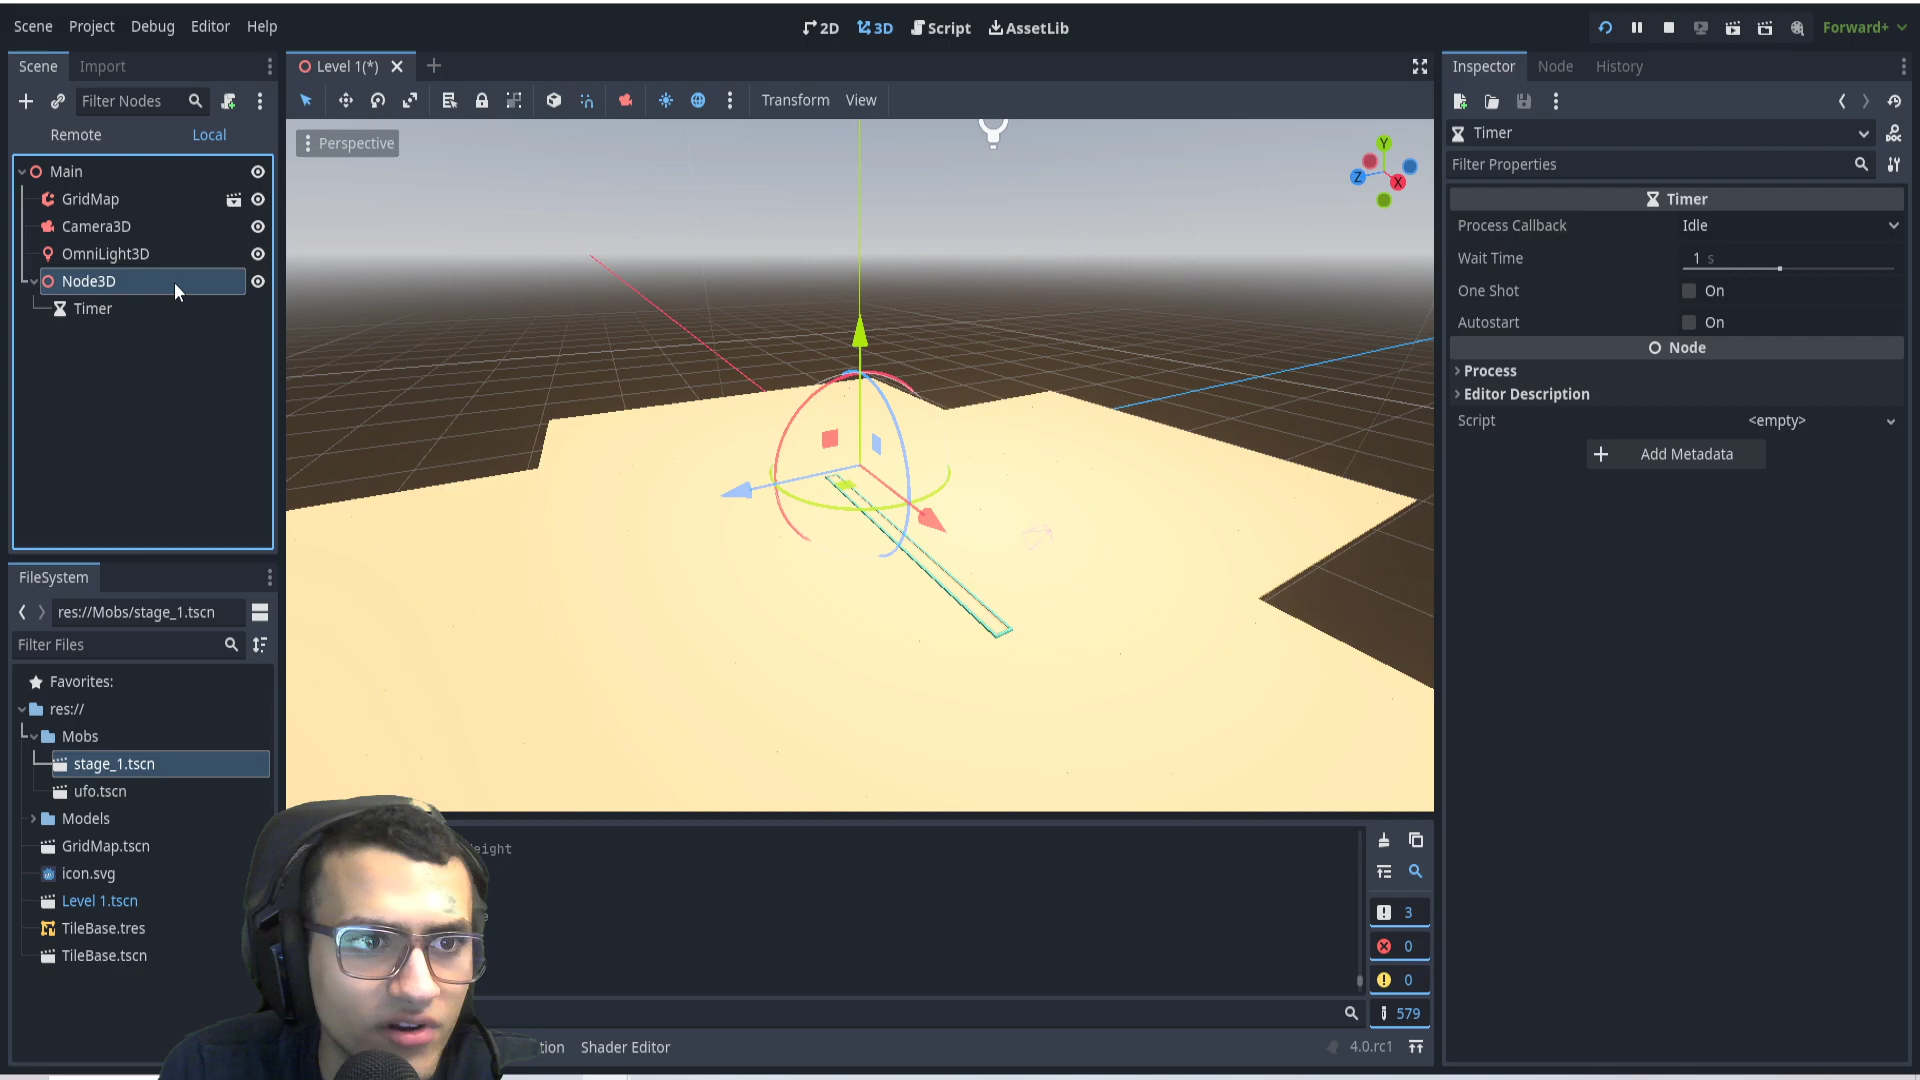 Scene Project Debug Editor Help
2D 3D Script AssetLib
Forward+
Scene Import
Filter Nodes
Remote Local
Main
GridMap
Camera3D
OmniLight3D
Node3D
Timer
FileSystem
res://Mobs/stage_1.tscn
Filter Files
Favorites:
res://
Mobs
stage_1.tscn
ufo.tscn
Models
GridMap.tscn
icon.svg
Level 1.tscn
TileBase.tres
TileBase.tscn
Level 1(*)
Transform View
Perspective
Y
Z
X
3
0
0
579
Shader Editor
4.0.rc1
Inspector Node History
Timer
Filter Properties
Timer
Process Callback Idle
Wait Time 1 s
One Shot On
Autostart On
Node
Process
Editor Description
Script <empty>
Add Metadata